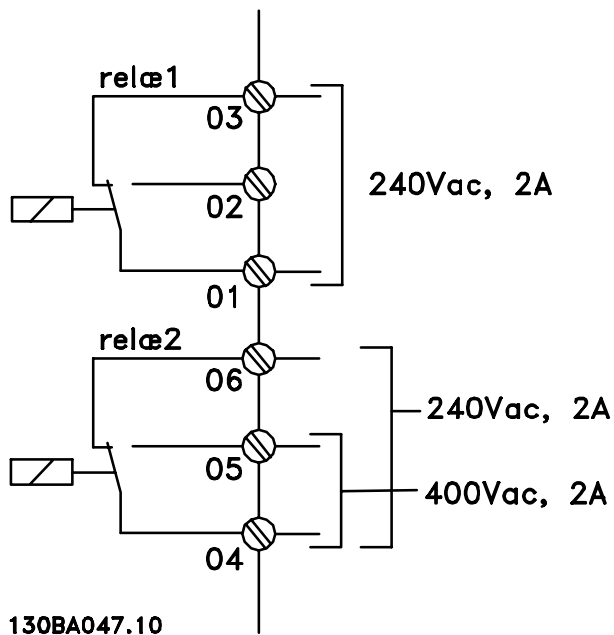 relæ1
03
02
240Vac, 2A
01
relæ2
06
240Vac, 2A
05
400Vac, 2A
04
130BA047.10